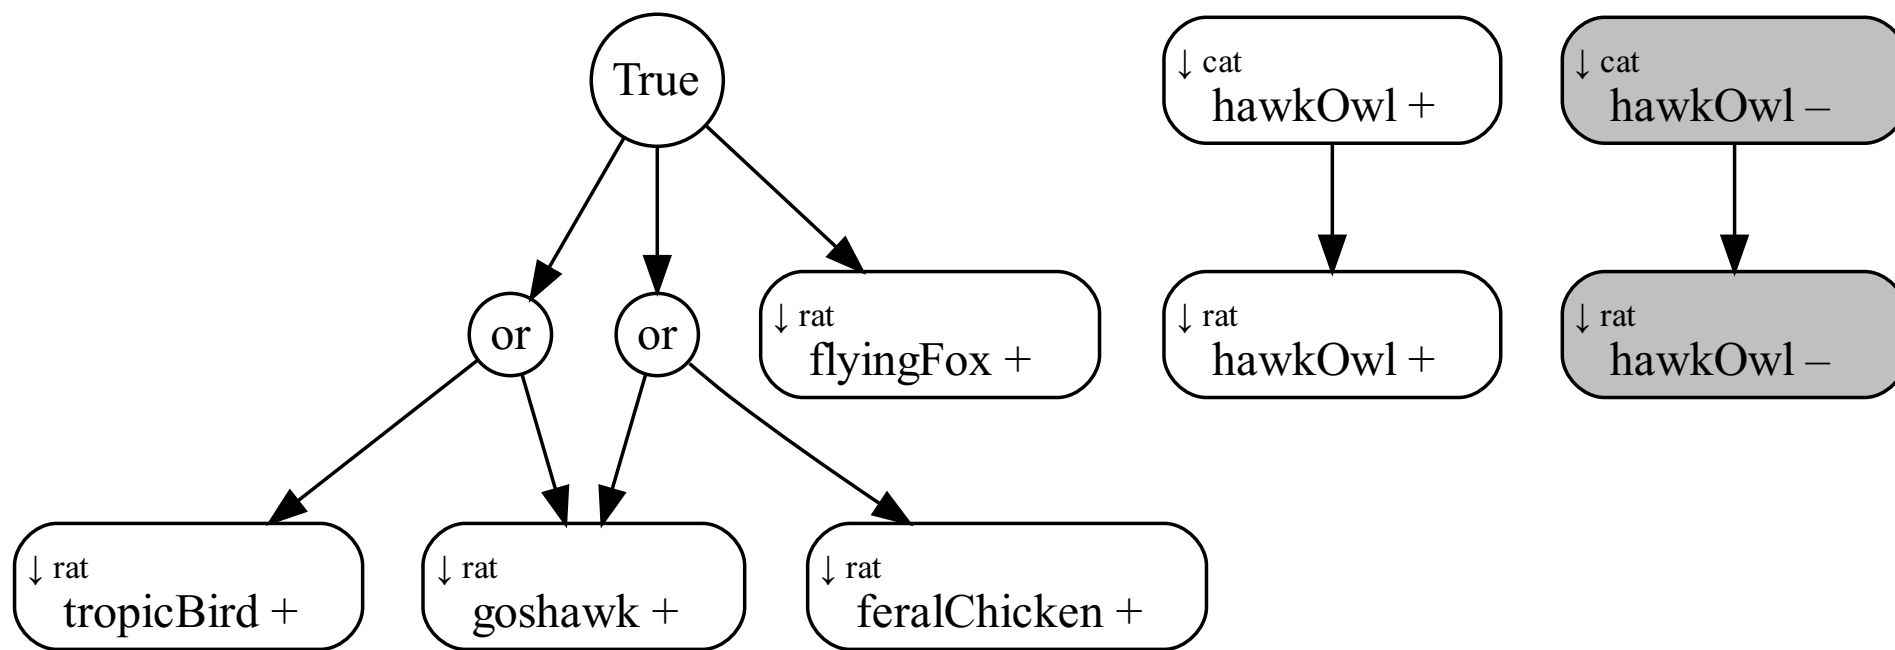 True
↓ cat
hawkOwl +
↓ cat
hawkOwl –
or
or
↓ rat
flyingFox +
↓ rat
hawkOwl +
↓ rat
hawkOwl –
↓ rat
tropicBird +
↓ rat
goshawk +
↓ rat
feralChicken +